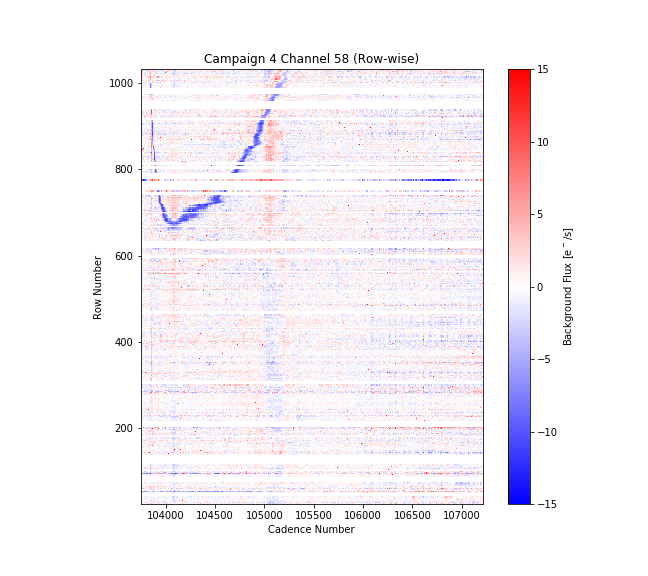 Campaign 4 Channel 58 (Row-wise)
1000
800
600
400
200
Row Number
104000 104500 105000 105500 106000 106500 107000
Cadence Number
15
10
5
0
−5
−10
−15
Background Flux [e⁻/s]